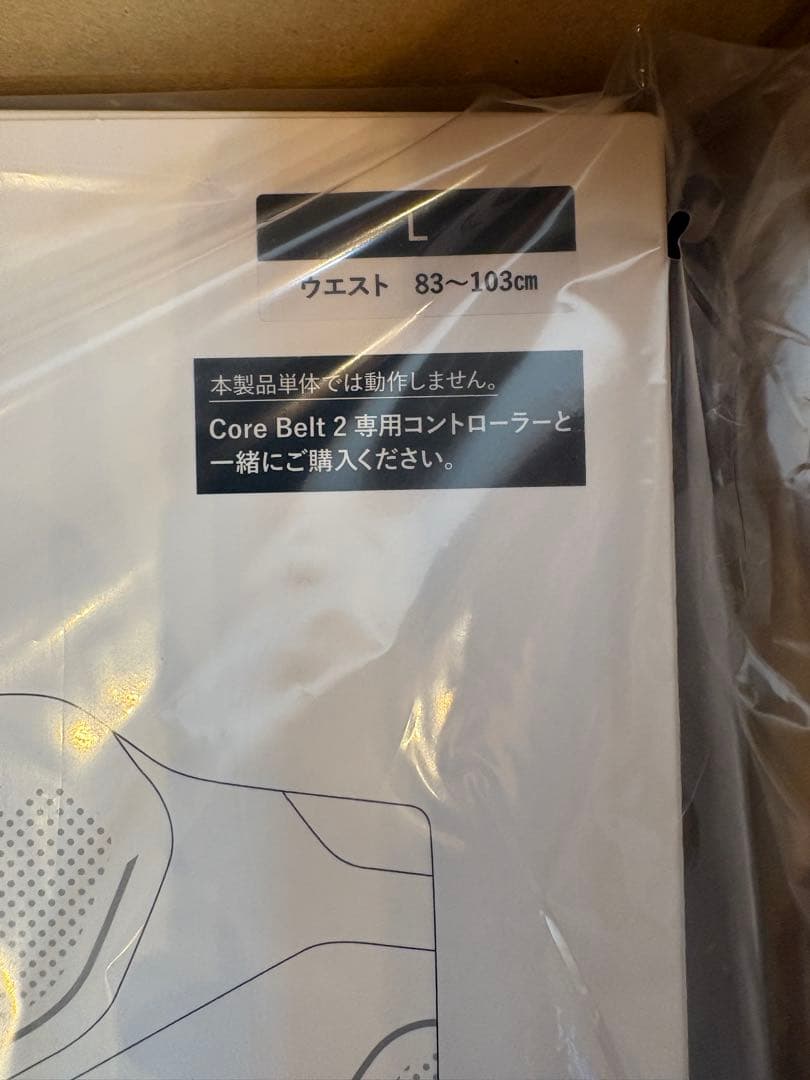 L
ウエスト 83〜103㎝
本製品単体では動作しません。
Core Belt 2 専用コントローラーと
一緒にご購入ください。